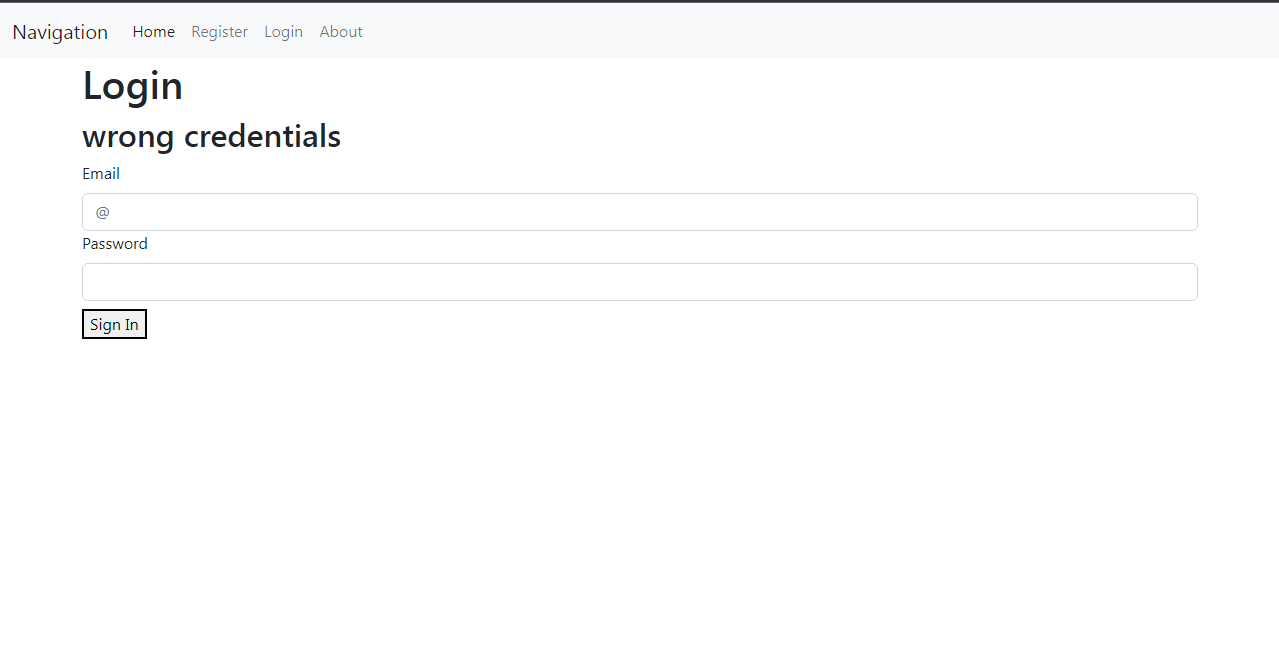 Navigation Home Register Login About
Login
wrong credentials
Email
@
Password
Sign In